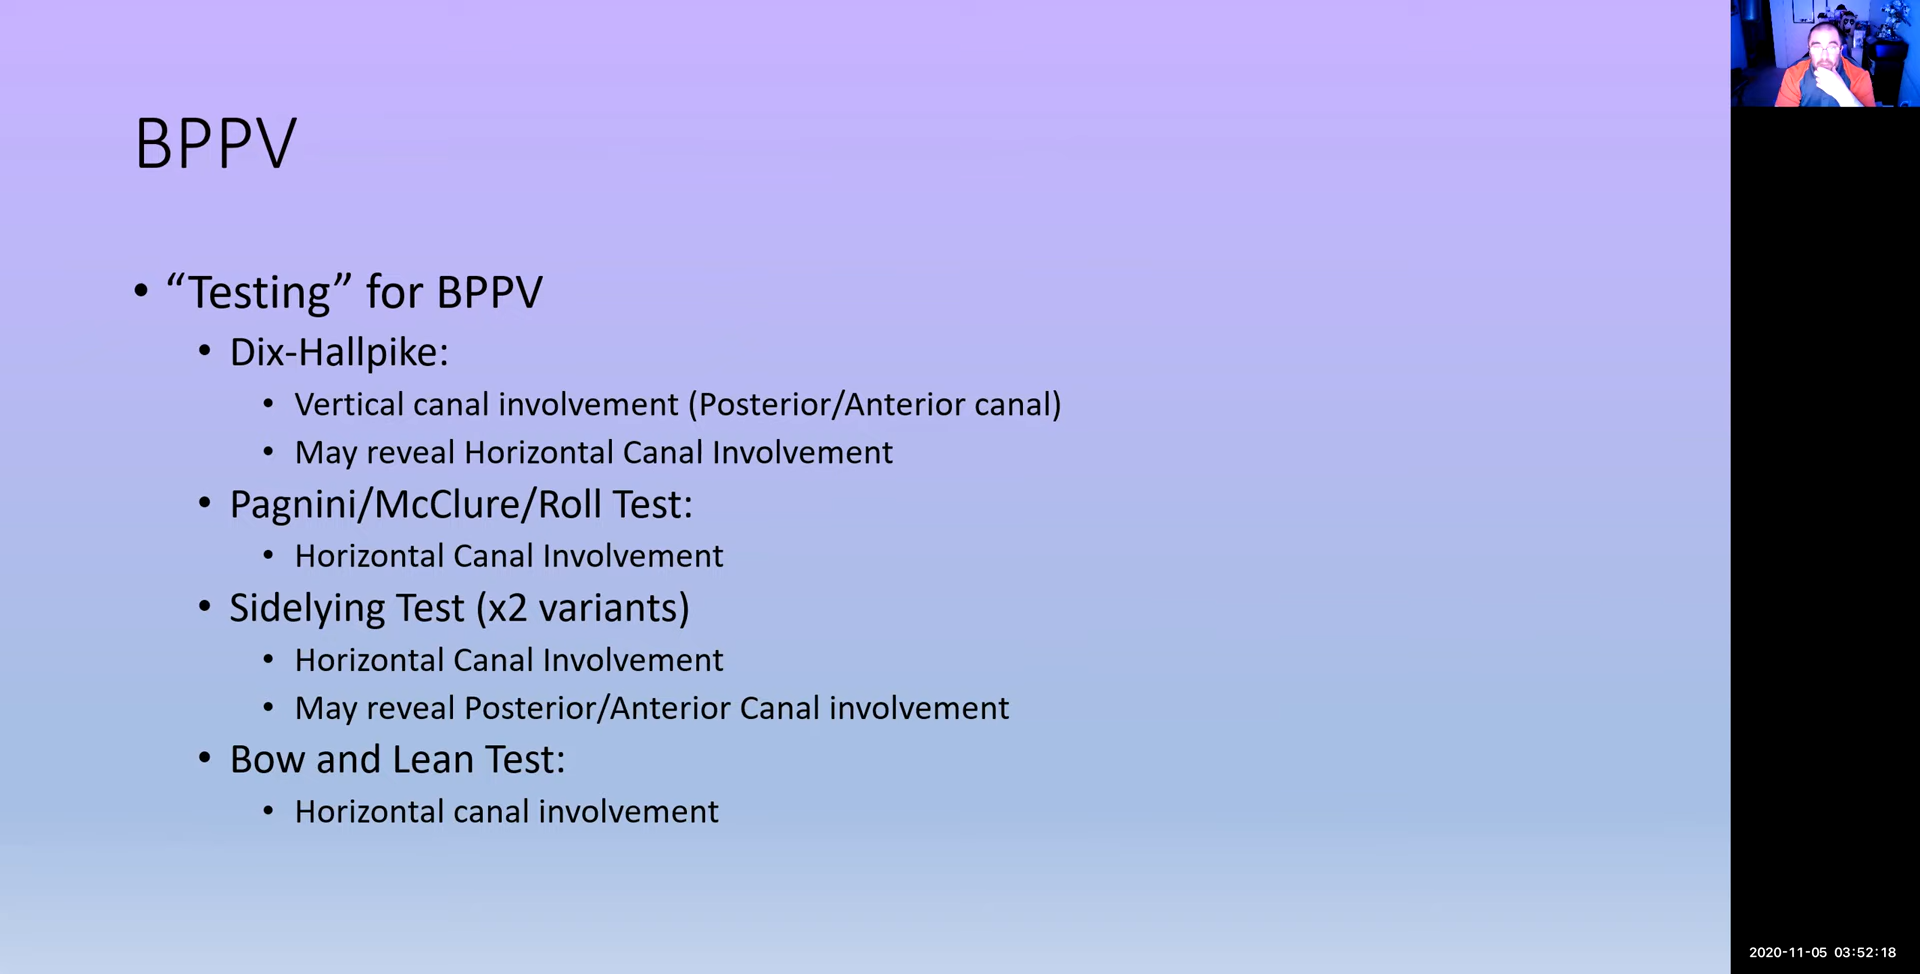 BPPV
• “Testing” for BPPV
• Dix-Hallpike:
• Vertical canal involvement (Posterior/Anterior canal)
• May reveal Horizontal Canal Involvement
• Pagnini/McClure/Roll Test:
• Horizontal Canal Involvement
• Sidelying Test (x2 variants)
• Horizontal Canal Involvement
• May reveal Posterior/Anterior Canal involvement
• Bow and Lean Test:
• Horizontal canal involvement
2020-11-05 03:52:18